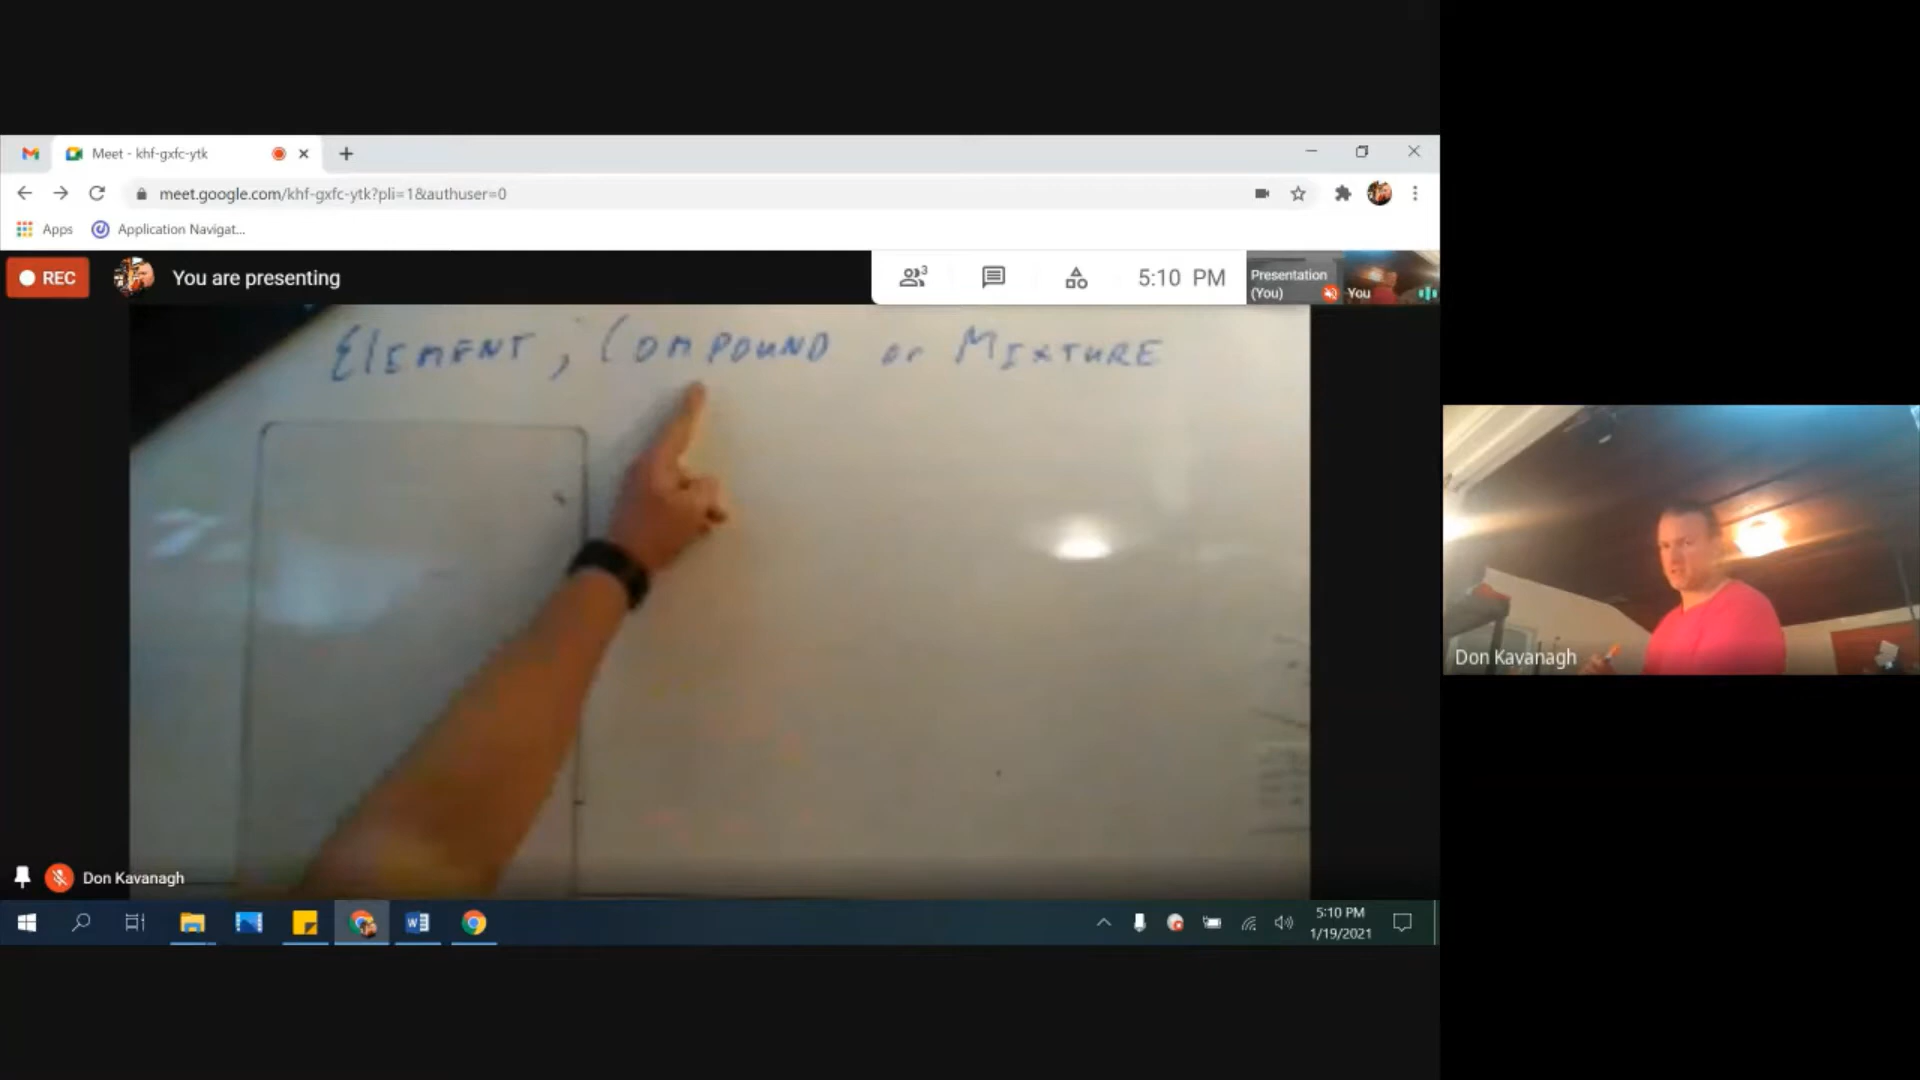 Meet - khf-gxfc-ytk
meet.google.com/khf-gxfc-ytk?pli=1&authuser=0
Apps
Application Navigat...
REC
You are presenting
3
5:10 PM
Presentation
(You)
You
ELEMENT, COMPOUND or MIXTURE
Don Kavanagh
Don Kavanagh
5:10 PM
1/19/2021